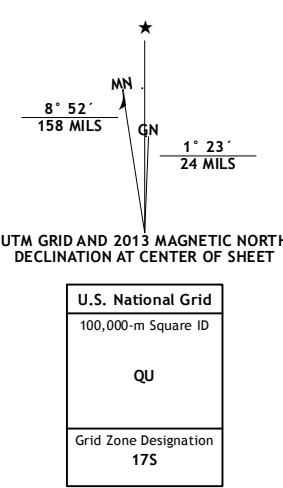 MN
GN
8° 52´
158 MILS
1° 23´
24 MILS
UTM GRID AND 2013 MAGNETIC NORTH
DECLINATION AT CENTER OF SHEET
U.S. National Grid
100,000-m Square ID
QU
Grid Zone Designation
17S